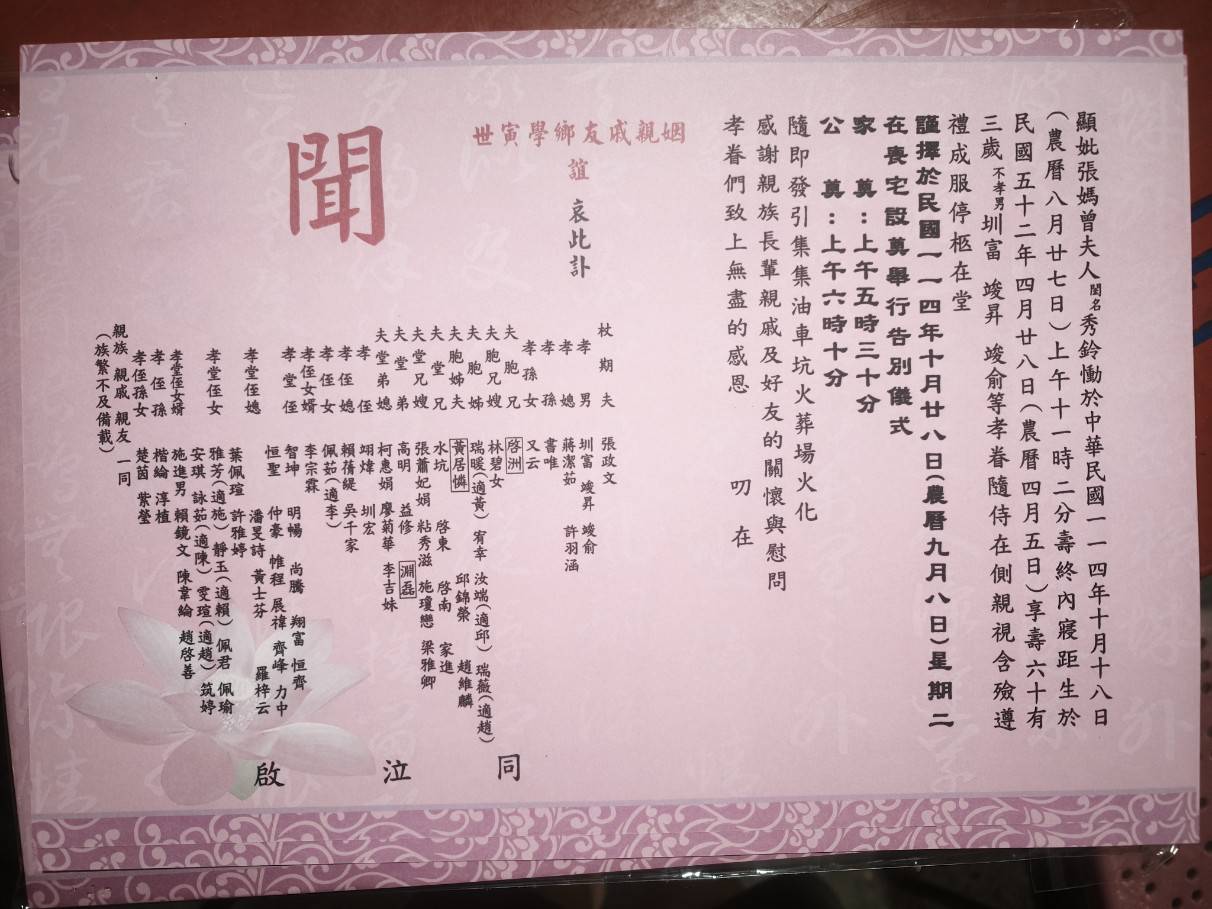 顯妣張媽曾夫人閨名秀鈴慟於中華民國一一四年十月十八日
（農曆八月廿七日）上午十一時二分壽終內寢距生於
民國五十二年四月廿八日（農曆四月五日）享壽六十有
三歲不孝男圳富 竣昇 竣俞等孝眷隨侍在側親視含殮遵
禮成服停柩在堂
謹擇於民國一一四年十月廿八日（農曆九月八日）星期二
在喪宅設奠舉行告別儀式
家 奠：上午五時三十分
公 奠：上午六時十分
隨即發引集集油車坑火葬場火化
感謝親族長輩親戚及好友的關懷與慰問
孝眷們致上無盡的感恩 叨 在
世寅學鄉友戚親姻
誼 哀此訃
聞
杖期夫 張政文
孝男 圳富 竣昇 竣俞
孝媳 蔣潔茹 許羽涵
孝孫 書唯
孝孫女 又云
夫胞兄 啓洲
夫胞兄嫂 林碧女
夫胞姊 瑞暖（適黃） 宥幸 汝端（適邱） 瑞薇（適趙）
夫胞姊夫 黃居憐 邱錦榮 趙維麟
夫堂兄 水坑 啓東 啓南 家進
夫堂兄嫂 張蕭妃娟 粘秀滋 施瓊戀 梁雅卿
夫堂弟 高明 益修 淵磊
夫堂弟媳 柯惠娟 廖菊華 李吉妹
孝侄 翊煒 圳宏
孝侄媳 賴蒨緹 吳千家
孝侄女 佩茹（適李）
孝侄女婿 李宗霖
孝堂侄 智坤 明暢 尚騰 翔富 恒齊
恒聖 仲豪 惟程 展禕 齊峰 力中
孝堂侄媳 潘旻詩 黃士芬 羅梓云
葉佩瑄 許雅婷
孝堂侄女 雅芳（適施） 靜玉（適賴） 佩君 佩瑜
安琪 詠茹（適陳） 雯瑄（適趙） 筑婷
孝堂侄女婿 施進男 賴鏡文 陳韋綸 趙啓善
孝侄孫 楷綸 淳植
孝侄孫女 楚茵 紫瑩
親族 親戚 親友 一同
（族繁不及備載）
同 泣 啟